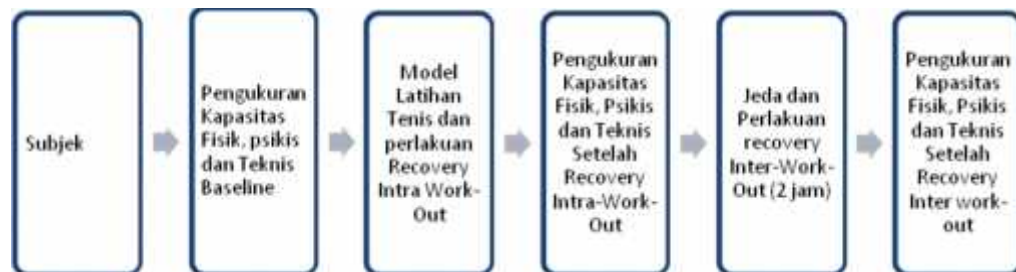 Subjek
Pengukuran
Kapasitas
Fisik, psikis
dan Teknis
Baseline
Model
Latihan
Tenis dan
perlakuan
Recovery
Intra Work-
Out
Pengukuran
Kapasitas
Fisik, Psikis
dan Teknis
Setelah
Recovery
Intra-Work-
Out
Jeda dan
Perlakuan
recovery
Inter-Work-
Out (2 jam)
Pengukuran
Kapasitas
Fisik, Psikis
dan Teknis
Setelah
Recovery
Inter work-
out